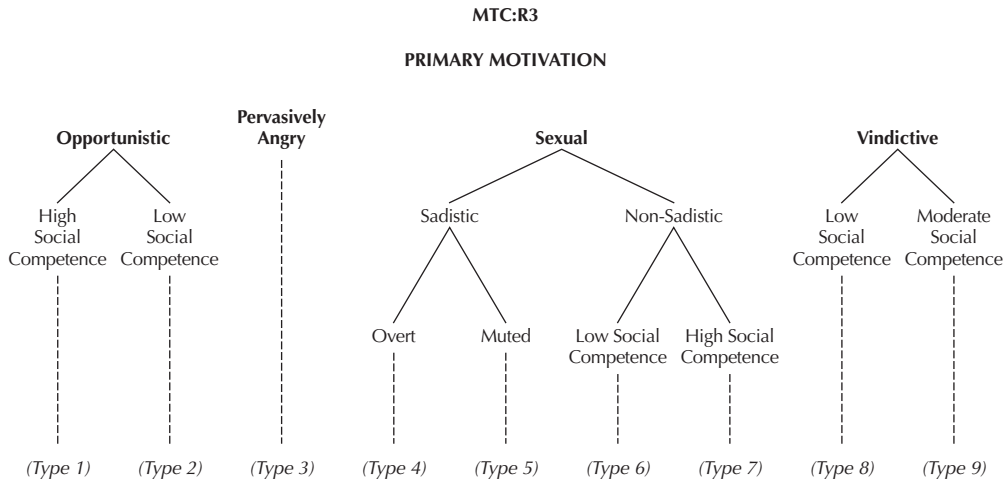 MTC:R3
PRIMARY MOTIVATION
Opportunistic
Pervasively
Angry
Sexual
Vindictive
High
Social
Competence
Low
Social
Competence
Sadistic
Non-Sadistic
Low
Social
Competence
Moderate
Social
Competence
Overt
Muted
Low Social
Competence
High Social
Competence
(Type 1)
(Type 2)
(Type 3)
(Type 4)
(Type 5)
(Type 6)
(Type 7)
(Type 8)
(Type 9)